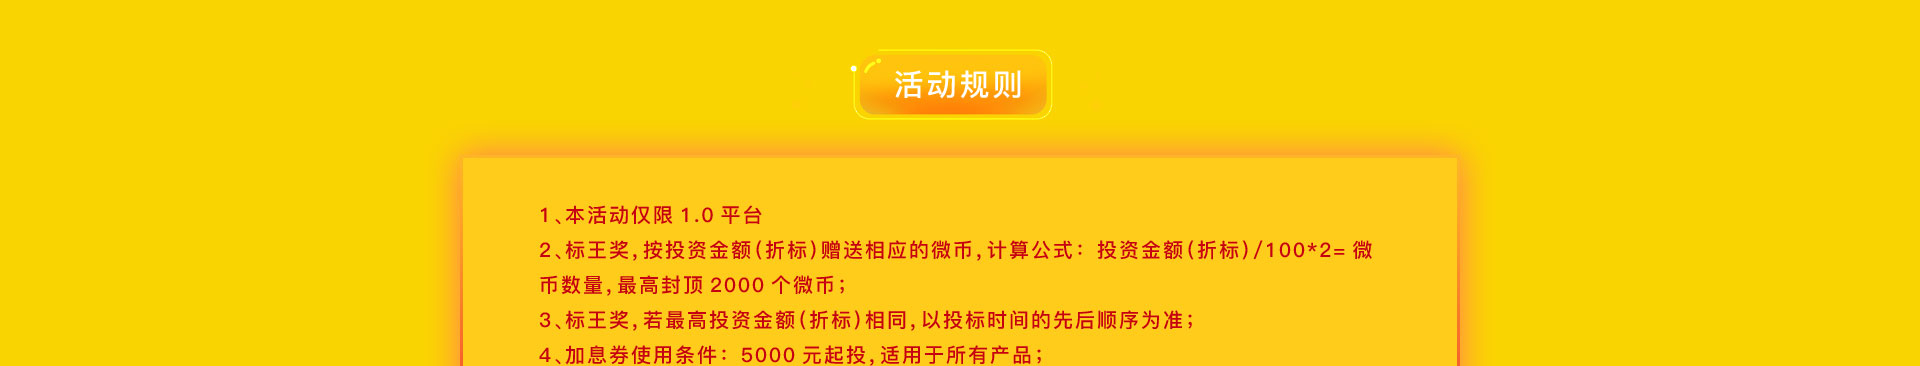 活动规则
1、本活动仅限 1.0 平台
2、标王奖,按投资金额(折标)赠送相应的微币,计算公式：投资金额(折标)/100*2= 微
币数量,最高封顶 2000 个微币；
3、标王奖,若最高投资金额(折标)相同,以投标时间的先后顺序为准；
4、加息券使用条件：5000 元起投,适用于所有产品；